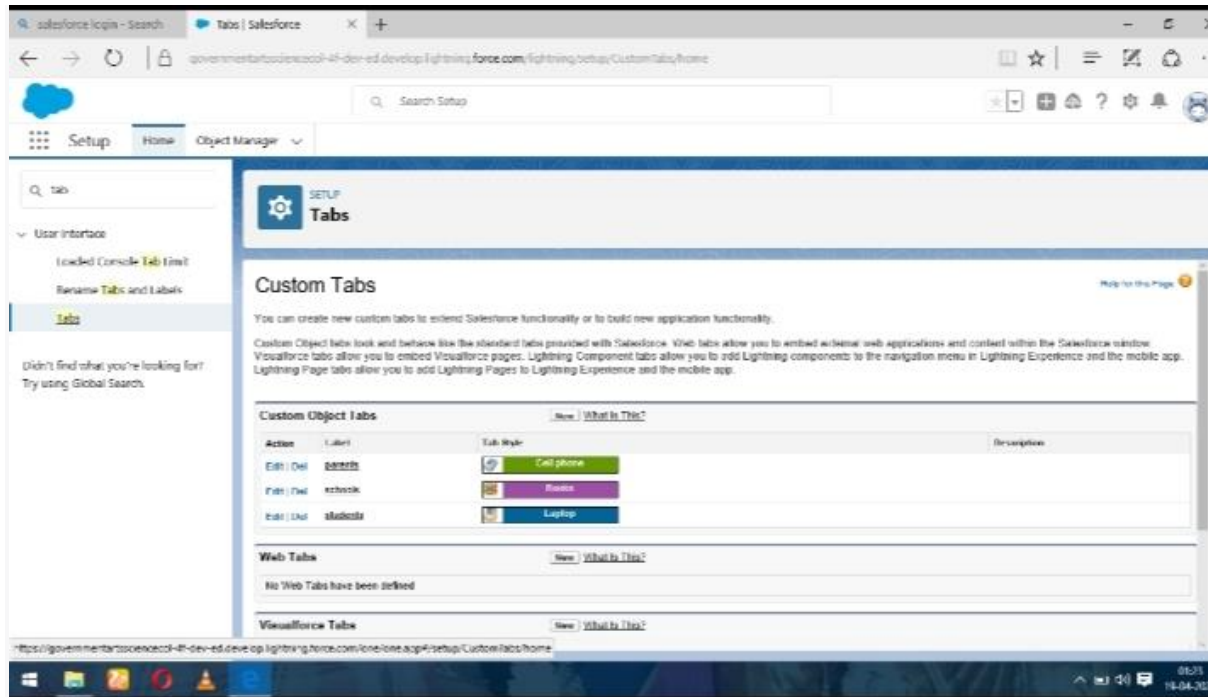 salesforce login - Search
Tabs | Salesforce
force.com/lightning/setup/CustomTabs/home
Search Setup
Setup
Home
Object Manager
tab
User Interface
Loaded Console Tab Limit
Rename Tabs and Labels
Tabs
Didn't find what you're looking for?
Try using Global Search.
SETUP
Tabs
Custom Tabs
Help for this Page
You can create new custom tabs to extend Salesforce functionality or to build new application functionality.
Custom Object tabs look and behave like the standard tabs provided with Salesforce. Web tabs allow you to embed external web applications and content within the Salesforce window.
Visualforce tabs allow you to embed Visualforce pages. Lightning Component tabs allow you to add Lightning components to the navigation menu in Lightning Experience and the mobile app.
Lightning Page tabs allow you to add Lightning Pages to Lightning Experience and the mobile app.
Custom Object Tabs
New What Is This?
Action Label Tab Style Description
Edit | Del parents Cell phone
Edit | Del schools Books
Edit | Del students Laptop
Web Tabs
New What Is This?
No Web Tabs have been defined
Visualforce Tabs
New What Is This?
01:23